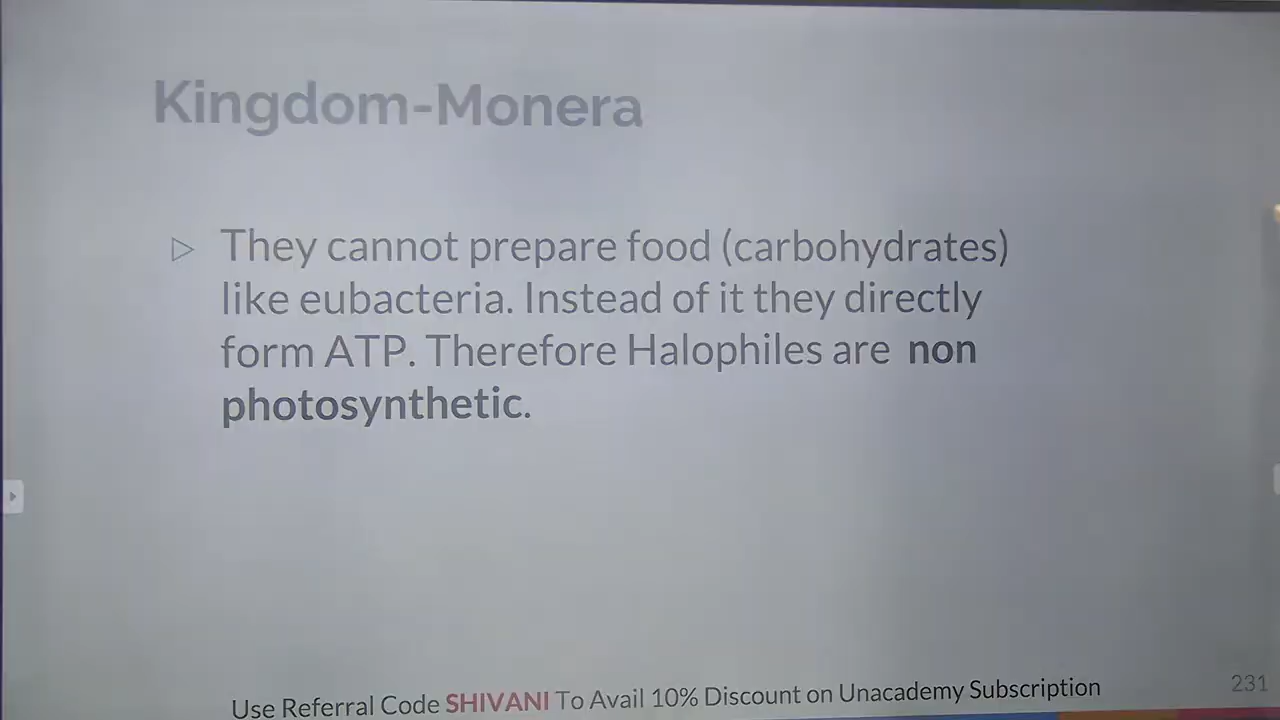 Kingdom-Monera
▷ They cannot prepare food (carbohydrates)
like eubacteria. Instead of it they directly
form ATP. Therefore Halophiles are non
photosynthetic.
Use Referral Code SHIVANI To Avail 10% Discount on Unacademy Subscription
231